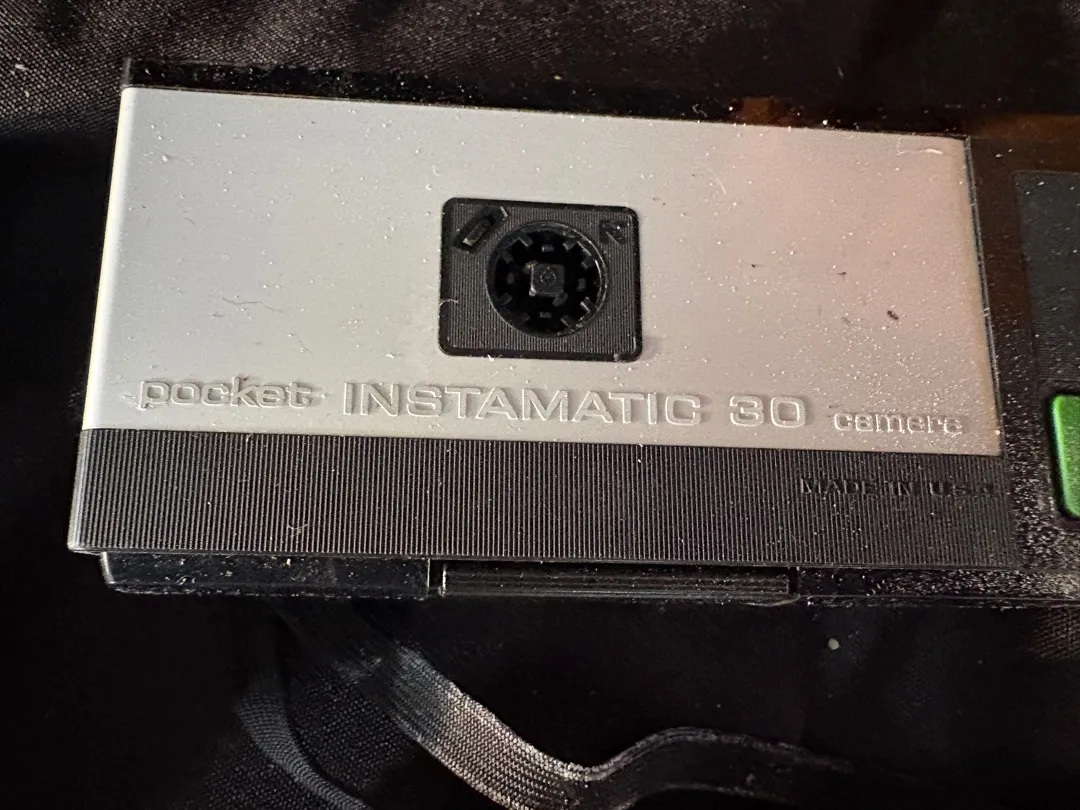 pocket INSTAMATIC 30 camera
MADE IN U.S.A.